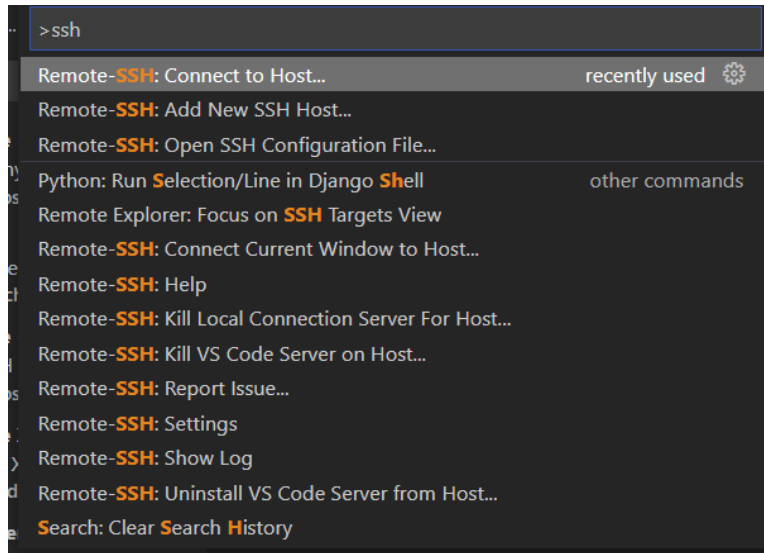 >ssh
Remote-SSH: Connect to Host... recently used
Remote-SSH: Add New SSH Host...
Remote-SSH: Open SSH Configuration File...
Python: Run Selection/Line in Django Shell other commands
Remote Explorer: Focus on SSH Targets View
Remote-SSH: Connect Current Window to Host...
Remote-SSH: Help
Remote-SSH: Kill Local Connection Server For Host...
Remote-SSH: Kill VS Code Server on Host...
Remote-SSH: Report Issue...
Remote-SSH: Settings
Remote-SSH: Show Log
Remote-SSH: Uninstall VS Code Server from Host...
Search: Clear Search History